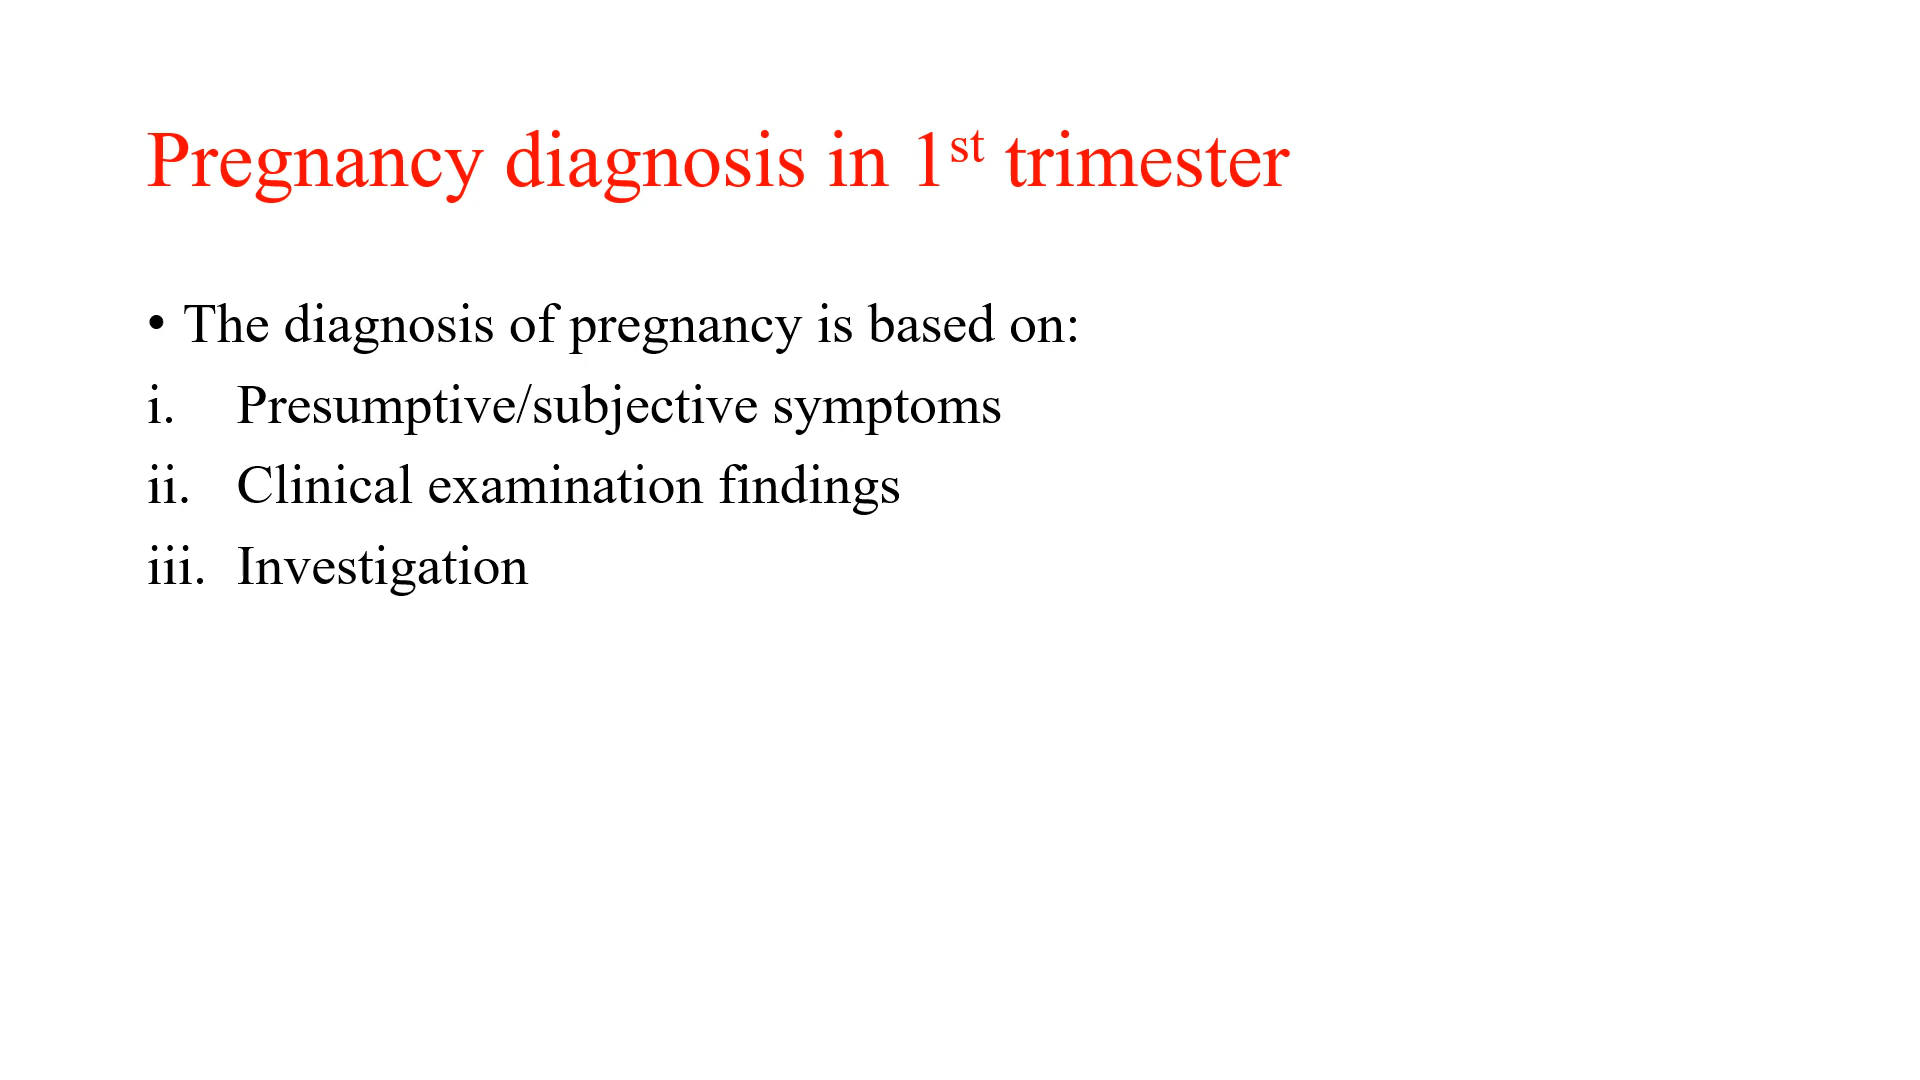 Pregnancy diagnosis in 1st trimester
• The diagnosis of pregnancy is based on:
i. Presumptive/subjective symptoms
ii. Clinical examination findings
iii. Investigation